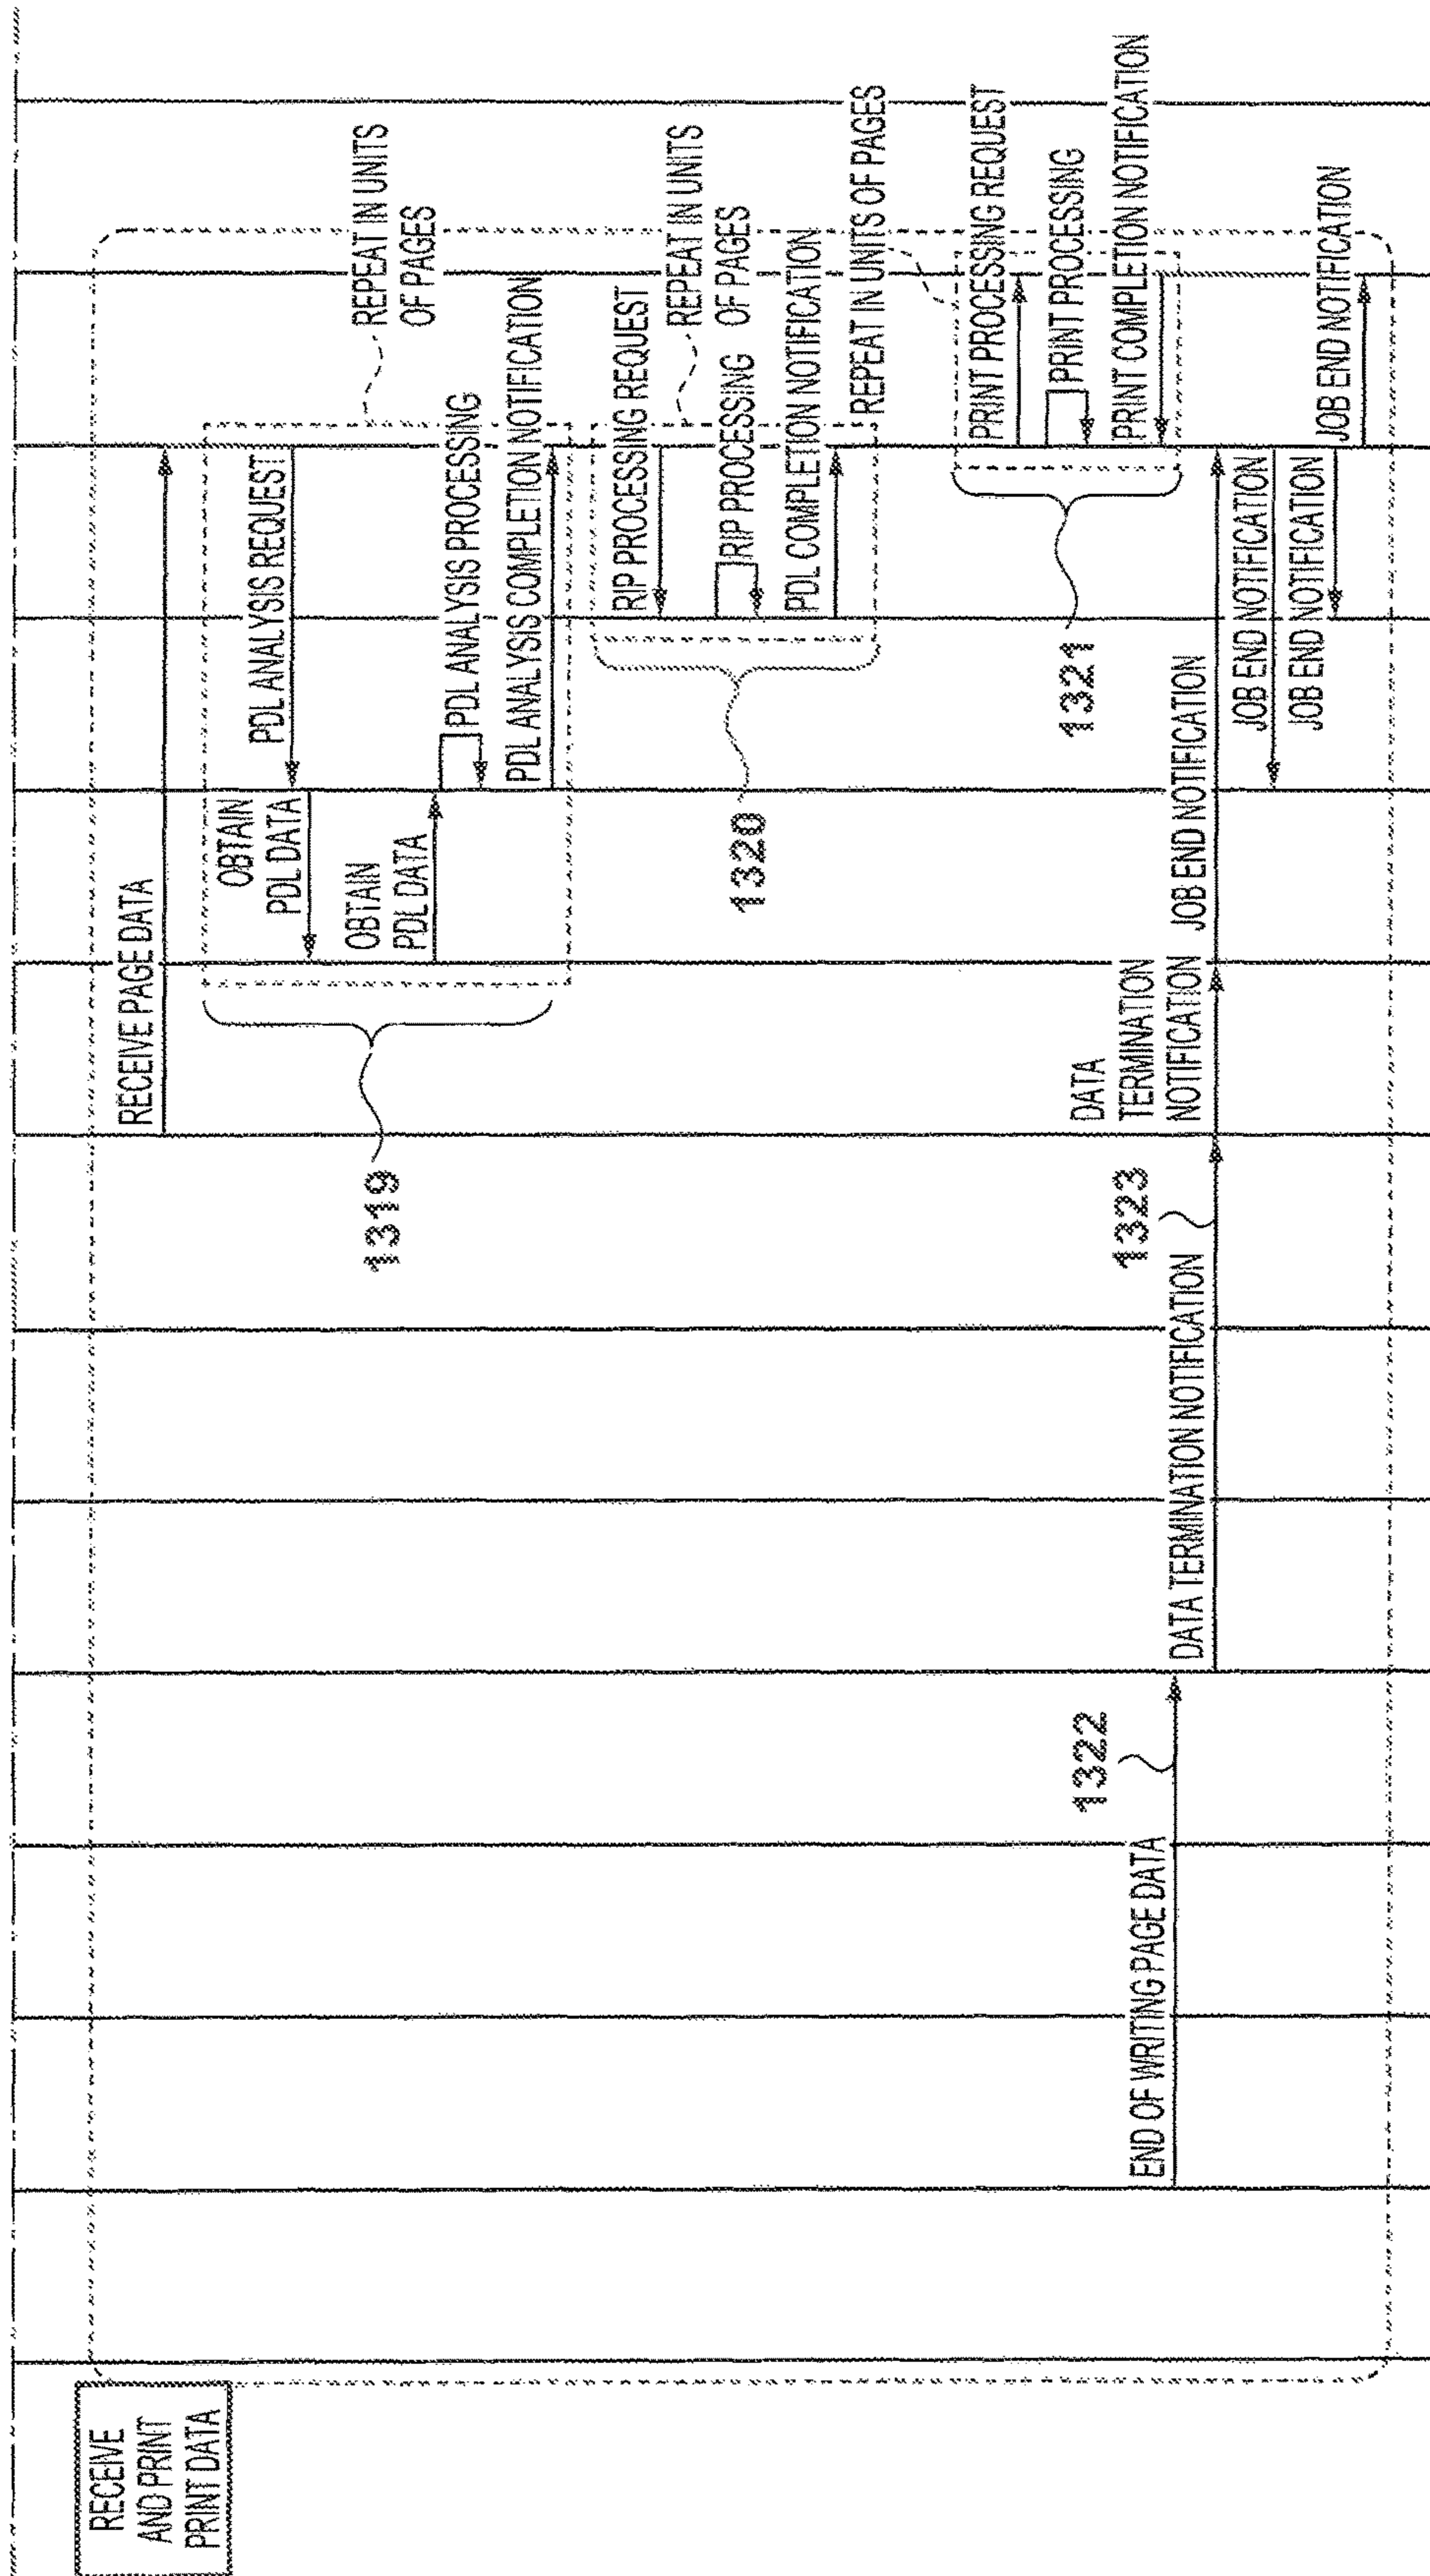 RECEIVE
AND PRINT
PRINT DATA
RECEIVE PAGE DATA
PDL ANALYSIS REQUEST
OBTAIN
PDL DATA
REPEAT IN UNITS
OF PAGES
OBTAIN
PDL DATA
1319
PDL ANALYSIS PROCESSING
PDL ANALYSIS COMPLETION NOTIFICATION
RIP PROCESSING REQUEST
REPEAT IN UNITS
OF PAGES
RIP PROCESSING
1320
PDL COMPLETION NOTIFICATION
REPEAT IN UNITS OF PAGES
PRINT PROCESSING REQUEST
PRINT PROCESSING
1321
PRINT COMPLETION NOTIFICATION
1322
END OF WRITING PAGE DATA
1323
DATA TERMINATION NOTIFICATION
DATA
TERMINATION
NOTIFICATION
JOB END NOTIFICATION
JOB END NOTIFICATION
JOB END NOTIFICATION
JOB END NOTIFICATION